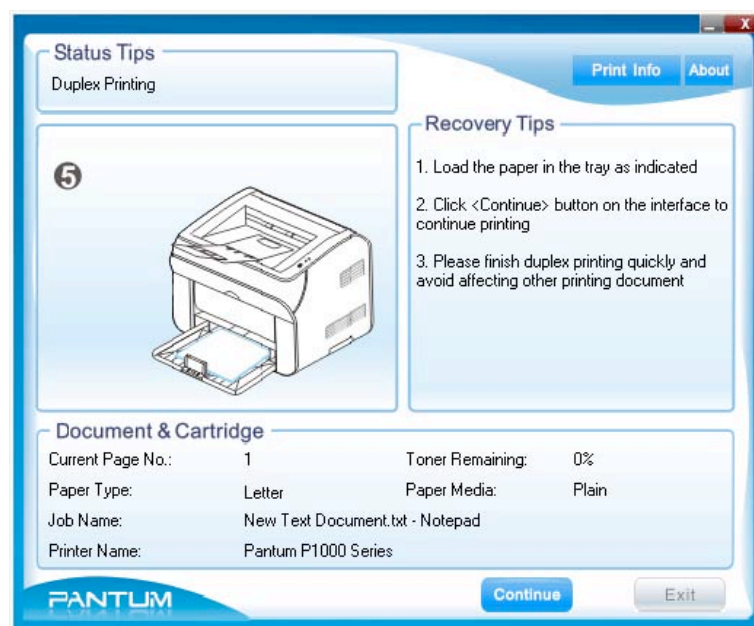 X
Status Tips
Print Info About
Duplex Printing
Recovery Tips
5
1. Load the paper in the tray as indicated
2. Click <Continue> button on the interface to
continue printing
3. Please finish duplex printing quickly and
avoid affecting other printing document
Document & Cartridge
Current Page No.: 1 Toner Remaining: 0%
Paper Type: Letter Paper Media: Plain
Job Name: New Text Document.txt - Notepad
Printer Name: Pantum P1000 Series
PANTUM Continue Exit